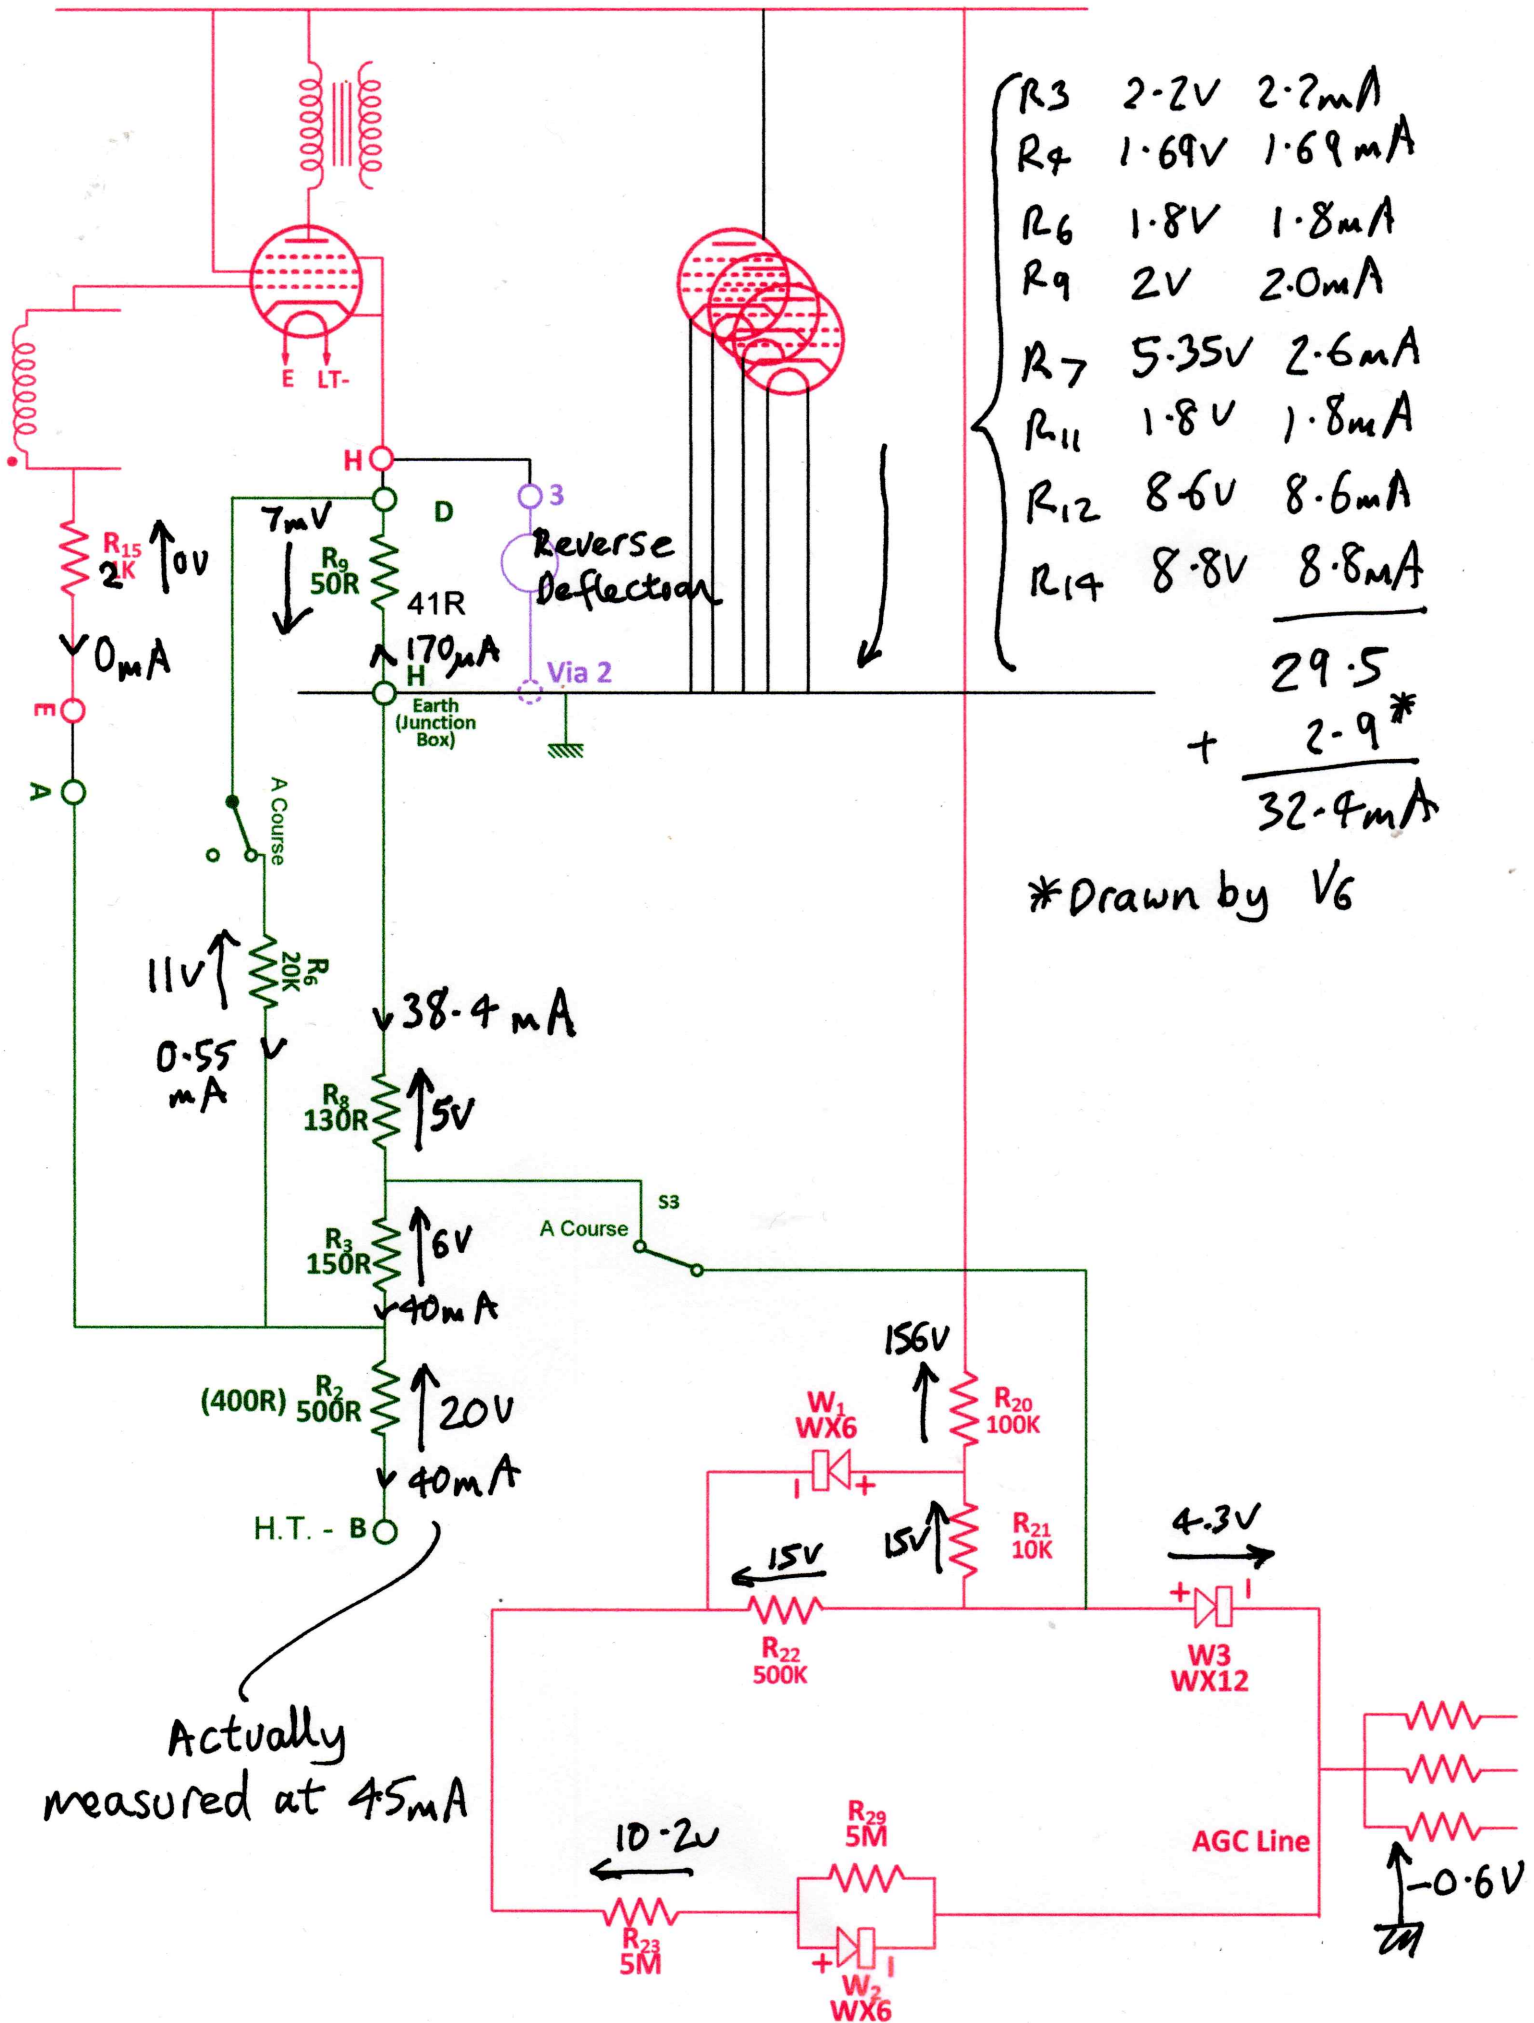 R3 2.2V 2.2mA
R4 1.69V 1.69mA
R6 1.8V 1.8mA
R9 2V 2.0mA
R7 5.35V 2.6mA
R11 1.8V 1.8mA
R12 8.6V 8.6mA
R14 8.8V 8.8mA
29.5
+ 2.9*
32.4mA
*Drawn by V6
E LT-
H
3
D
7mV
R15
2K
0V
R9
50R
41R
Reverse
Deflection
0mA
170μA
H
Via 2
Earth
(Junction
Box)
E
A
A Course
11V
R6
20K
0.55
mA
38.4 mA
R8
130R
5V
S3
A Course
R3
150R
6V
40mA
(400R)
R2
500R
20V
40mA
H.T. - B
156V
R20
100K
W1
WX6
+
15V
R21
10K
15V
R22
500K
4.3V
+
W3
WX12
Actually
measured at 45mA
10.2v
R29
5M
AGC Line
-0.6V
R23
5M
+
W2
WX6